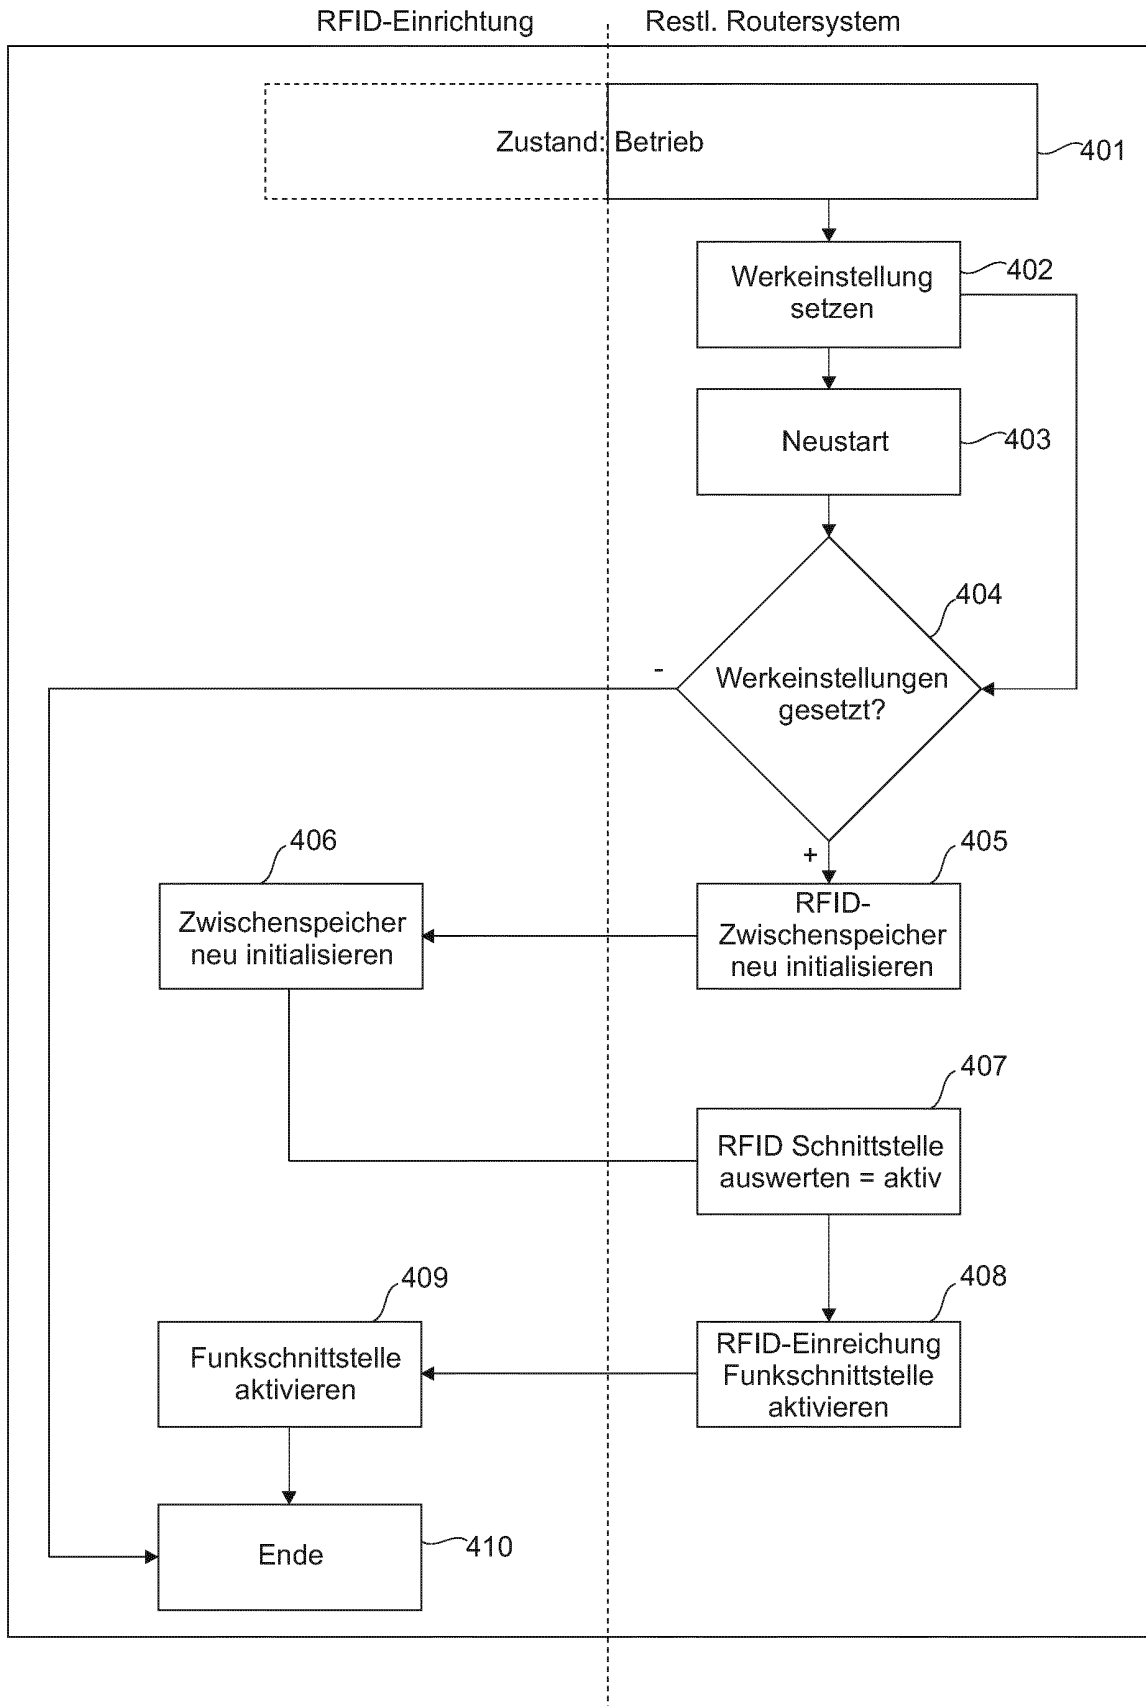 RFID-Einrichtung
Restl. Routersystem
Zustand: Betrieb
401
Werkeinstellung
setzen
402
Neustart
403
404
Werkeinstellungen
gesetzt?
-
+
405
RFID-
Zwischenspeicher
neu initialisieren
406
Zwischenspeicher
neu initialisieren
407
RFID Schnittstelle
auswerten = aktiv
408
RFID-Einreichung
Funkschnittstelle
aktivieren
409
Funkschnittstelle
aktivieren
Ende
410